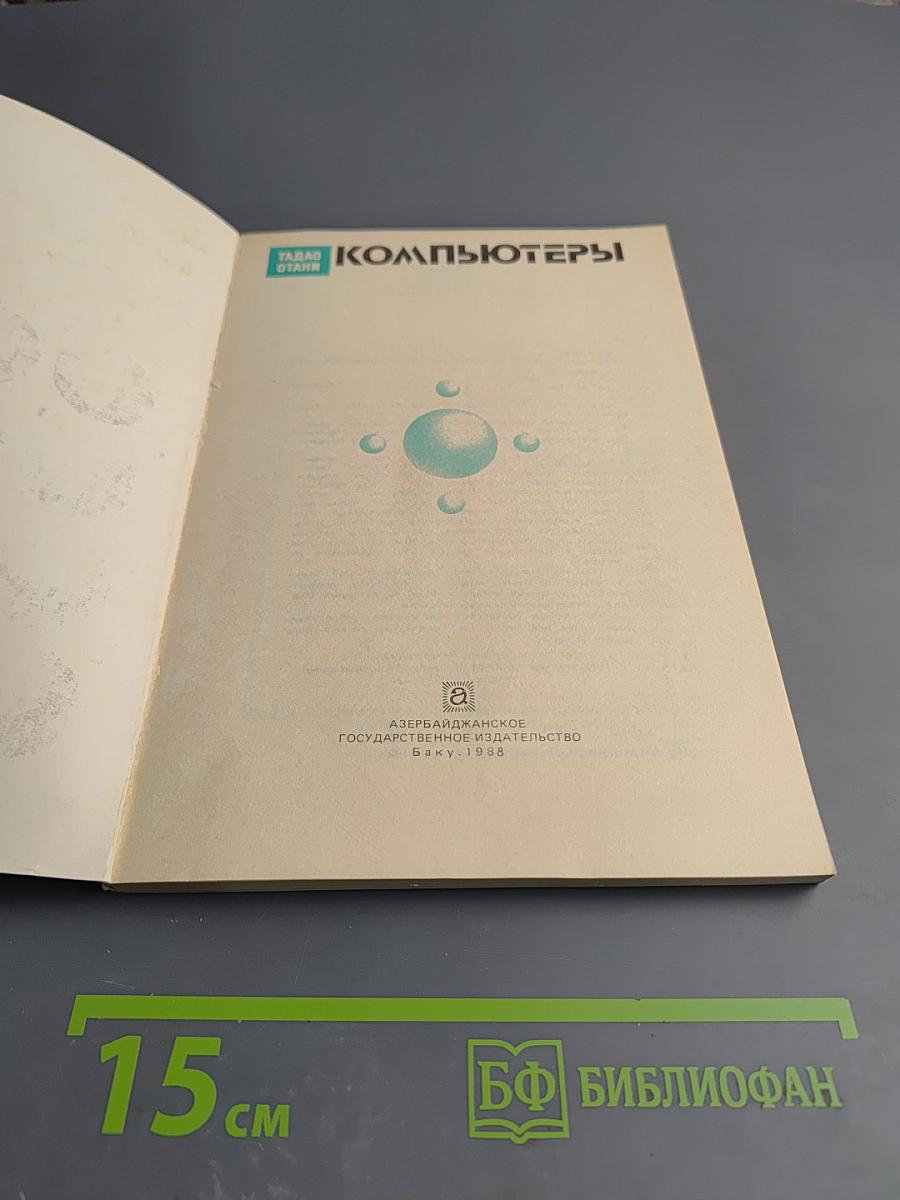 ТАДАО
ОТАНИ
КОМПЬЮТЕРЫ
а
АЗЕРБАЙДЖАНСКОЕ
ГОСУДАРСТВЕННОЕ ИЗДАТЕЛЬСТВО
Баку.1988
15 см
БФ БИБЛИОФАН